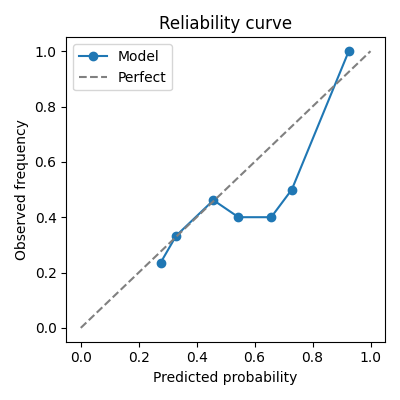 Reliability curve
Model
Perfect
Observed frequency
1.0
0.8
0.6
0.4
0.2
0.0
0.0 0.2 0.4 0.6 0.8 1.0
Predicted probability